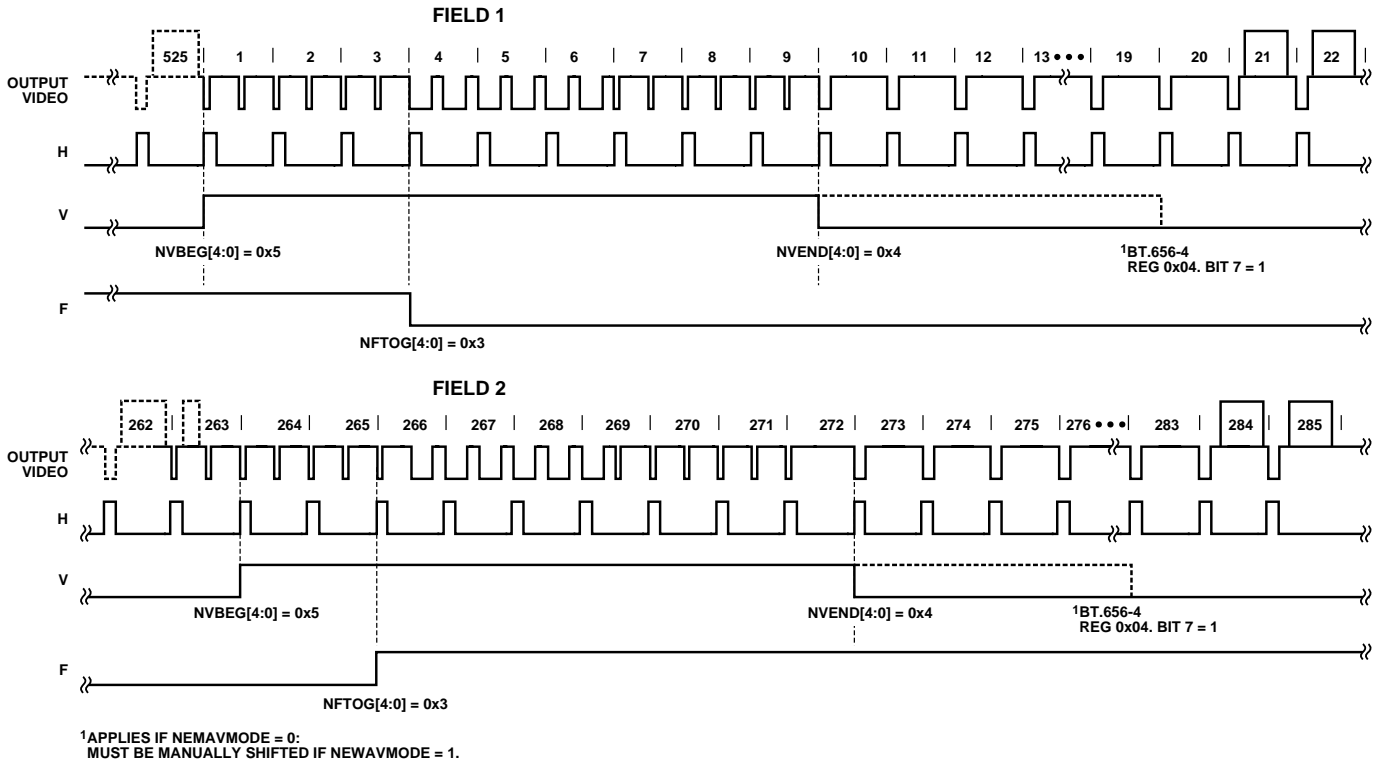 FIELD 1
525 1 2 3 4 5 6 7 8 9 10 11 12 13 ••• 19 20 21 22
OUTPUT
VIDEO
H
V
NVBEG[4:0] = 0x5
NVEND[4:0] = 0x4
1BT.656-4
REG 0x04. BIT 7 = 1
F
NFTOG[4:0] = 0x3
FIELD 2
262 263 264 265 266 267 268 269 270 271 272 273 274 275 276 ••• 283 284 285
OUTPUT
VIDEO
H
V
NVBEG[4:0] = 0x5
NVEND[4:0] = 0x4
1BT.656-4
REG 0x04. BIT 7 = 1
F
NFTOG[4:0] = 0x3
1APPLIES IF NEMAVMODE = 0:
MUST BE MANUALLY SHIFTED IF NEWAVMODE = 1.